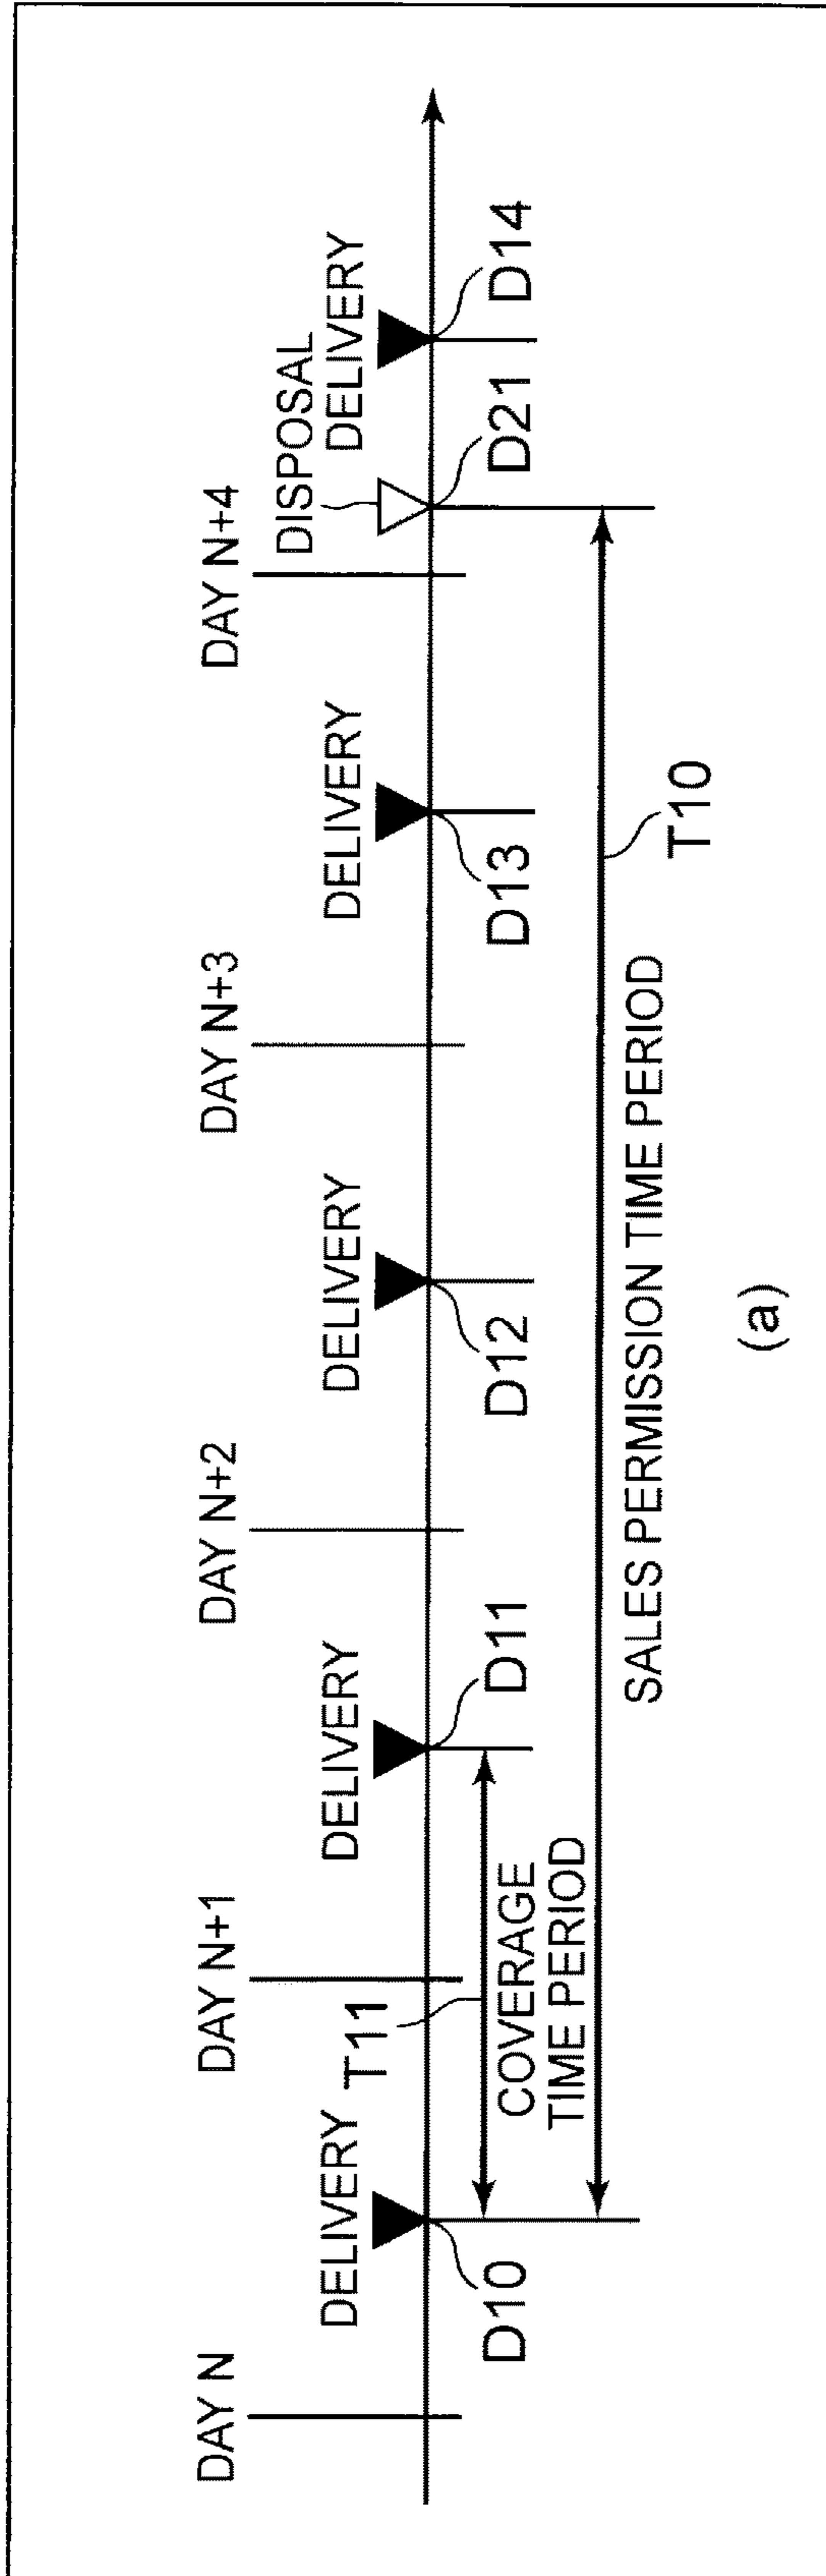 DAY N
DAY N+1
DAY N+2
DAY N+3
DAY N+4
DELIVERY
T11
DELIVERY
DELIVERY
DELIVERY
DISPOSAL
DELIVERY
D10
D11
D12
D13
D21
D14
COVERAGE
TIME PERIOD
SALES PERMISSION TIME PERIOD
T10
(a)